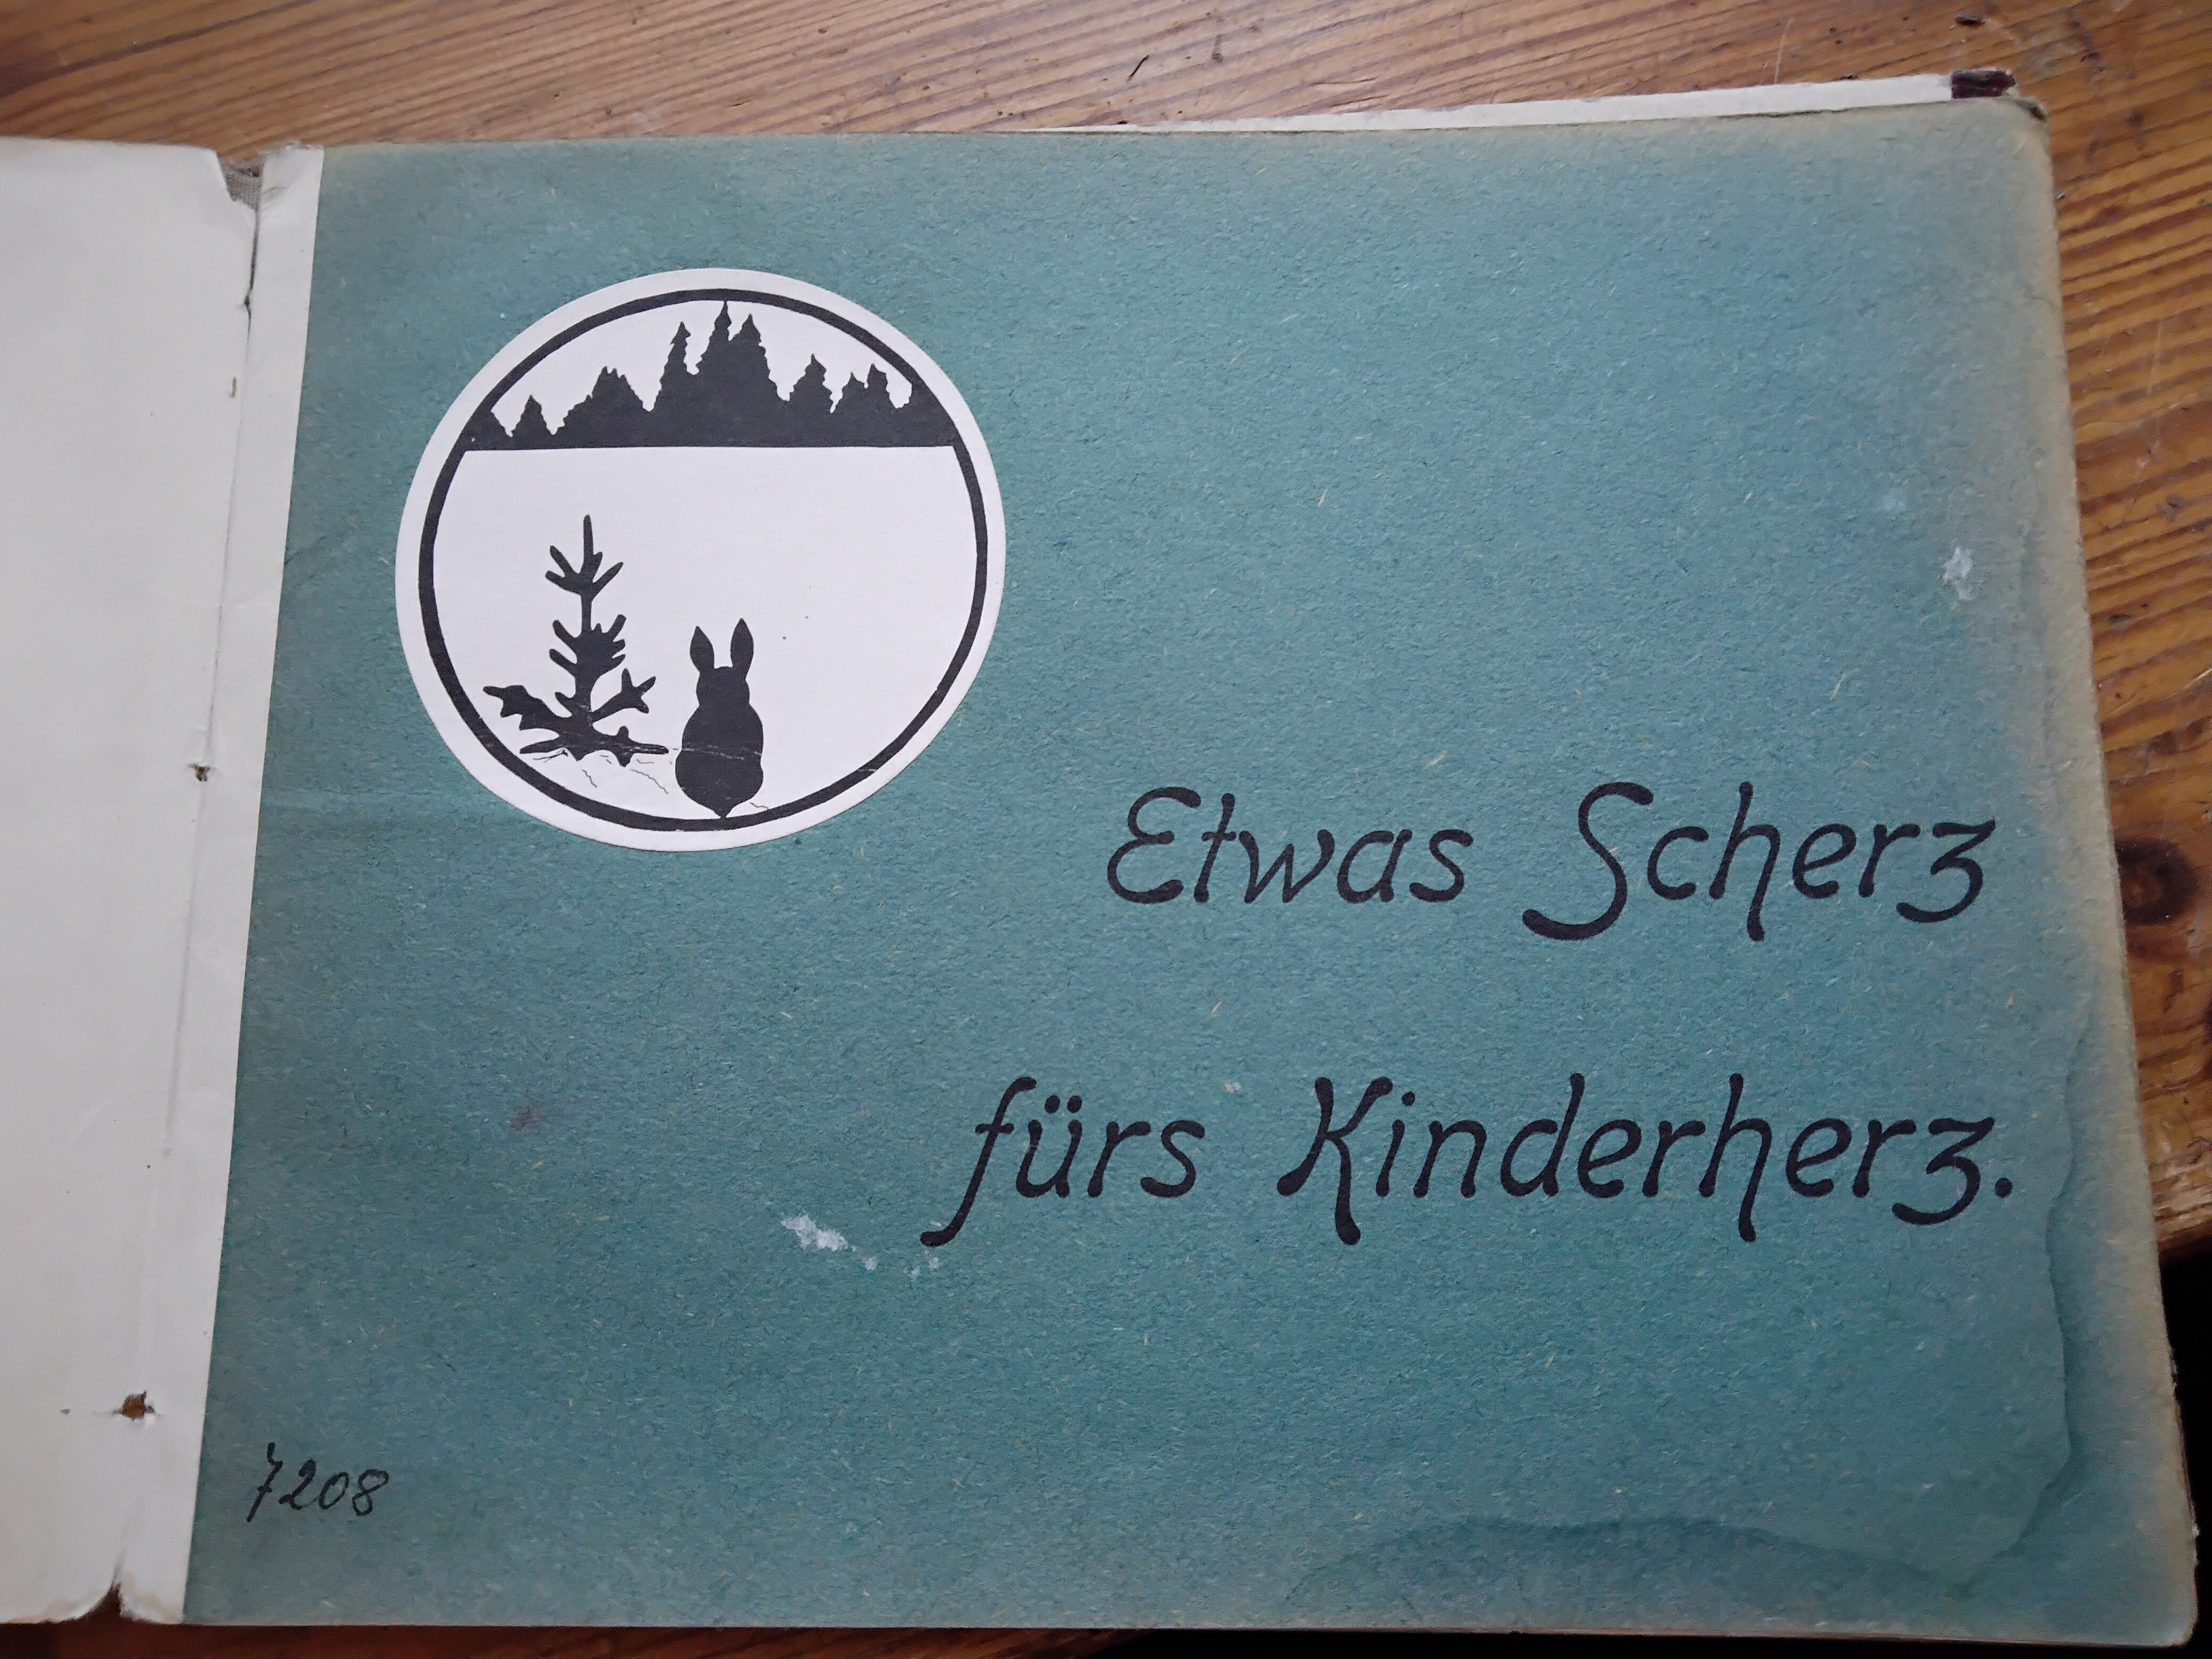 Etwas Scherz
fürs Kinderherz.
7208